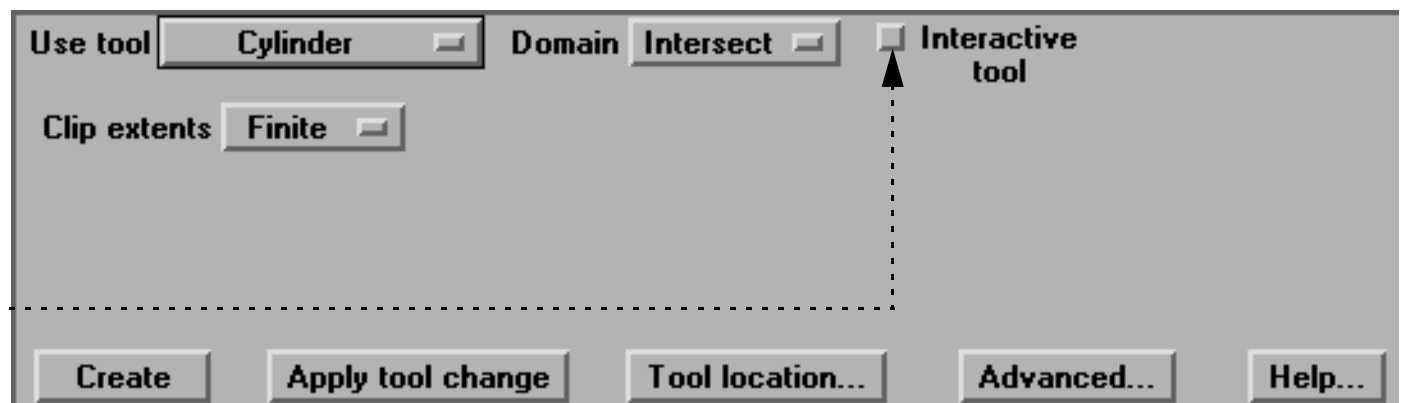 Use tool Cylinder Domain Intersect Interactive
tool
Clip extents Finite
Create Apply tool change Tool location... Advanced... Help...